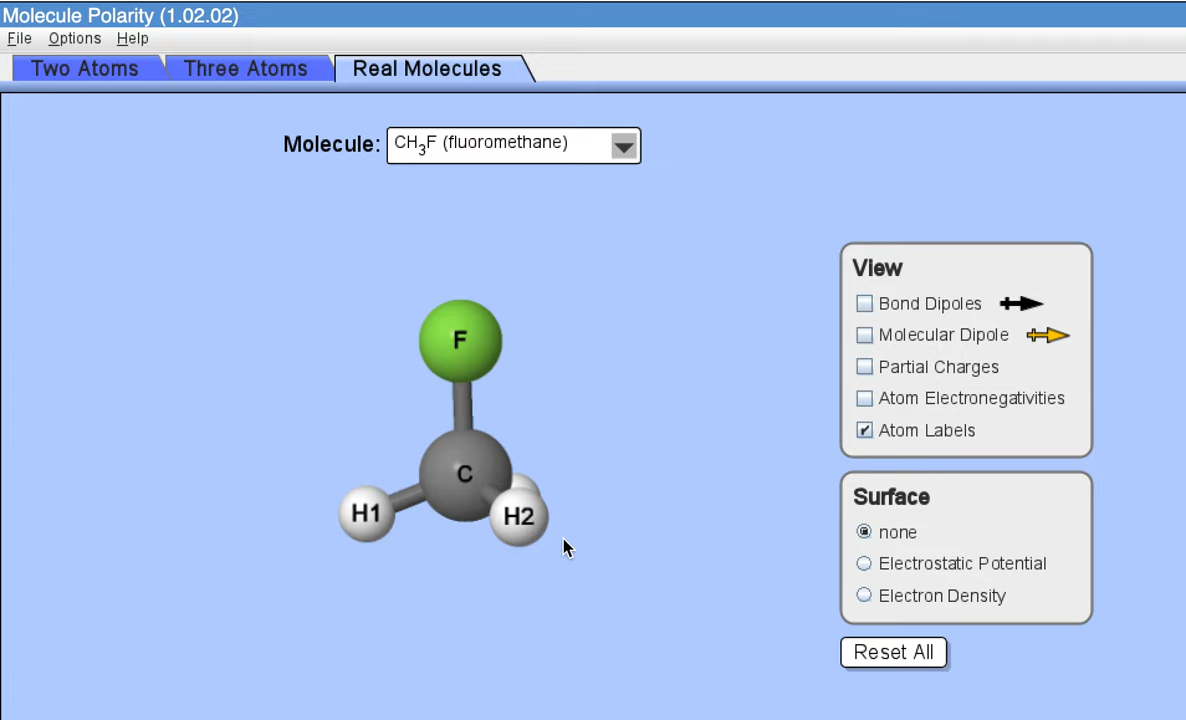 Molecule Polarity (1.02.02)
File Options Help
Two Atoms Three Atoms Real Molecules
Molecule: CH₃F (fluoromethane)
View
Bond Dipoles
Molecular Dipole
Partial Charges
Atom Electronegativities
Atom Labels
F
C
H1
H2
Surface
none
Electrostatic Potential
Electron Density
Reset All